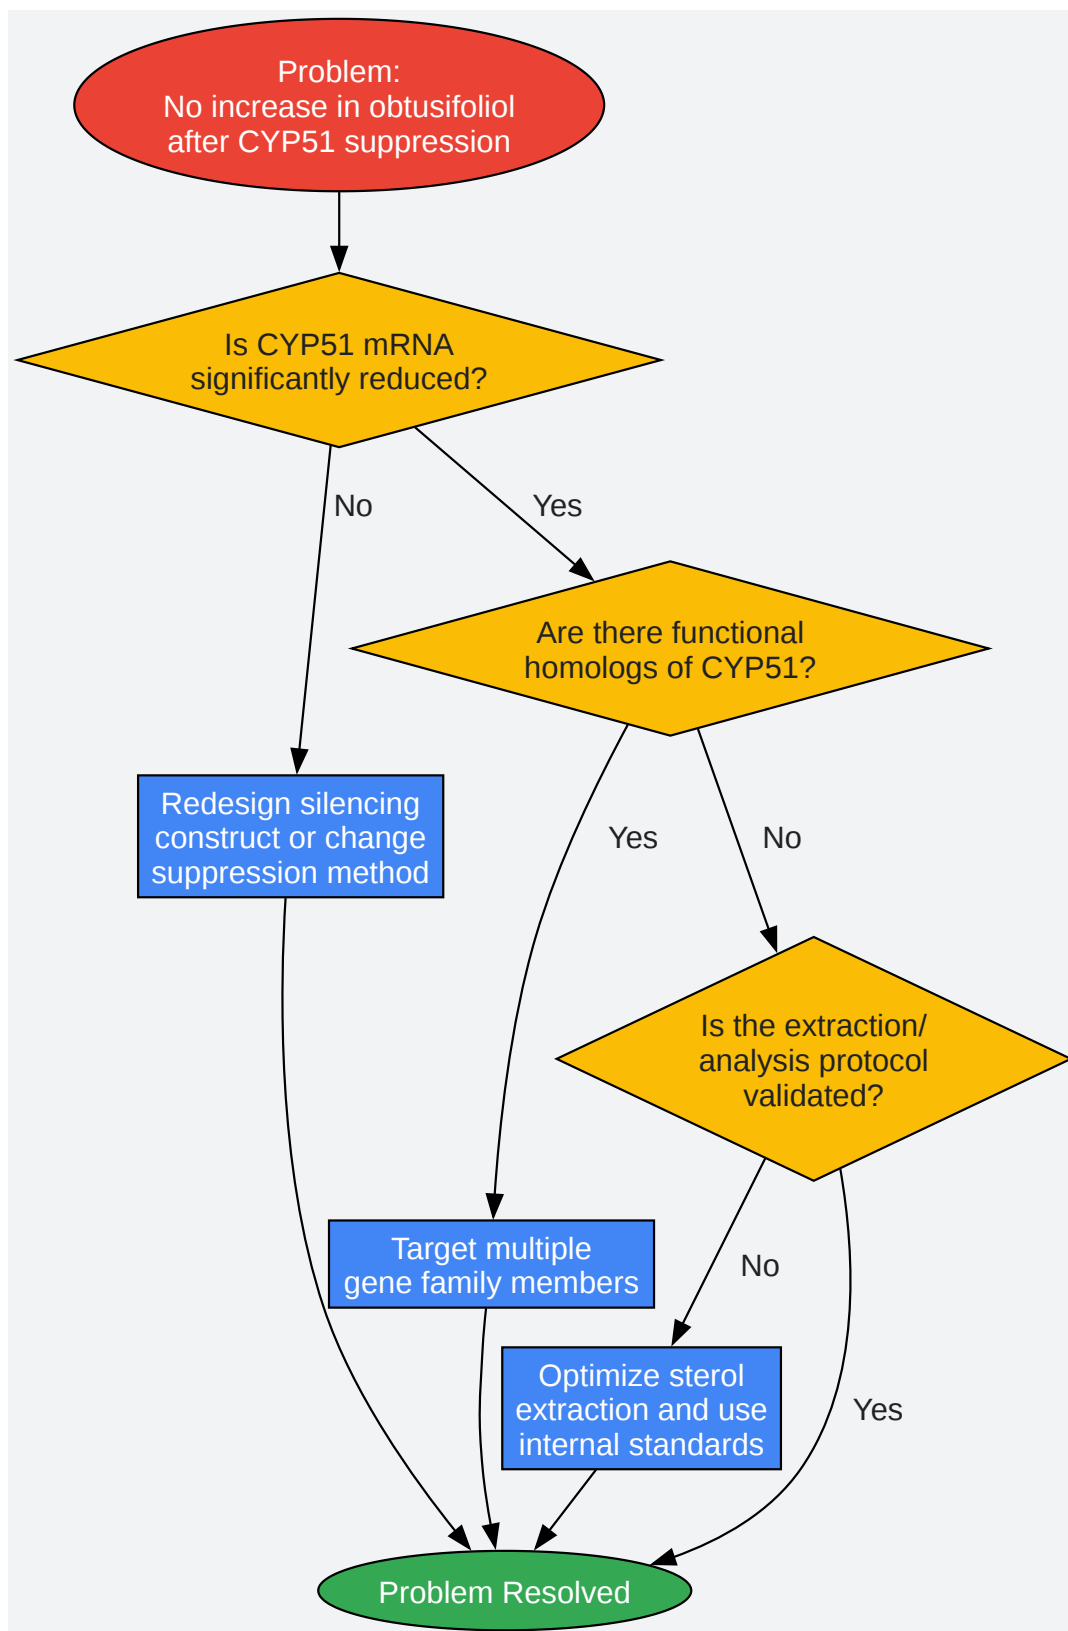 Problem:
No increase in obtusifoliol
after CYP51 suppression
Is CYP51 mRNA
significantly reduced?
No
Yes
Are there functional
homologs of CYP51?
Redesign silencing
construct or change
suppression method
Yes
No
Is the extraction/
analysis protocol
validated?
Target multiple
gene family members
No
Optimize sterol
extraction and use
internal standards
Yes
Problem Resolved